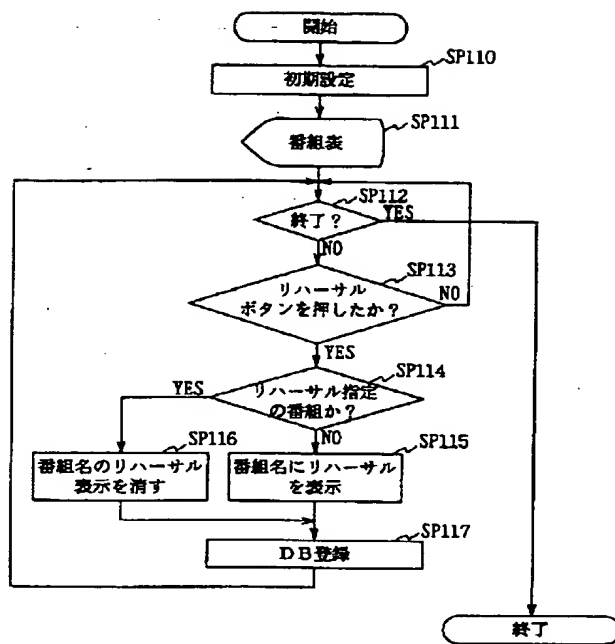 開始
SP110
初期設定
SP111
番組表
SP112
終了?
YES
NO
SP113
リハーサル
ボタンを押したか?
NO
YES
SP114
YES
リハーサル指定
の番組か?
NO
SP116
SP115
番組名のリハーサル
表示を消す
番組名にリハーサル
を表示
SP117
DB登録
終了